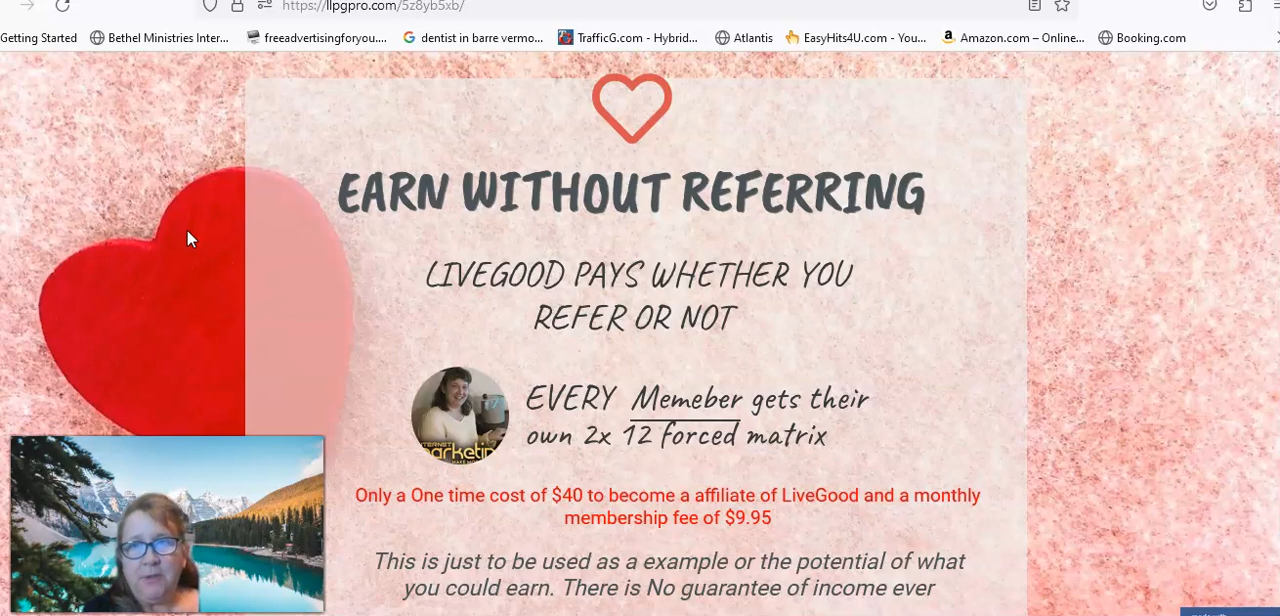 https://llpgpro.com/5z8yb5xb/
Getting Started Bethel Ministries Inter... freeadvertisingforyou.... dentist in barre vermo... TrafficG.com - Hybrid... Atlantis EasyHits4U.com - You... Amazon.com – Online... Booking.com
EARN WITHOUT REFERRING
LIVEGOOD PAYS WHETHER YOU
REFER OR NOT
EVERY Memeber gets their
own 2x 12 forced matrix
Only a One time cost of $40 to become a affiliate of LiveGood and a monthly
membership fee of $9.95
This is just to be used as a example or the potential of what
you could earn. There is No guarantee of income ever